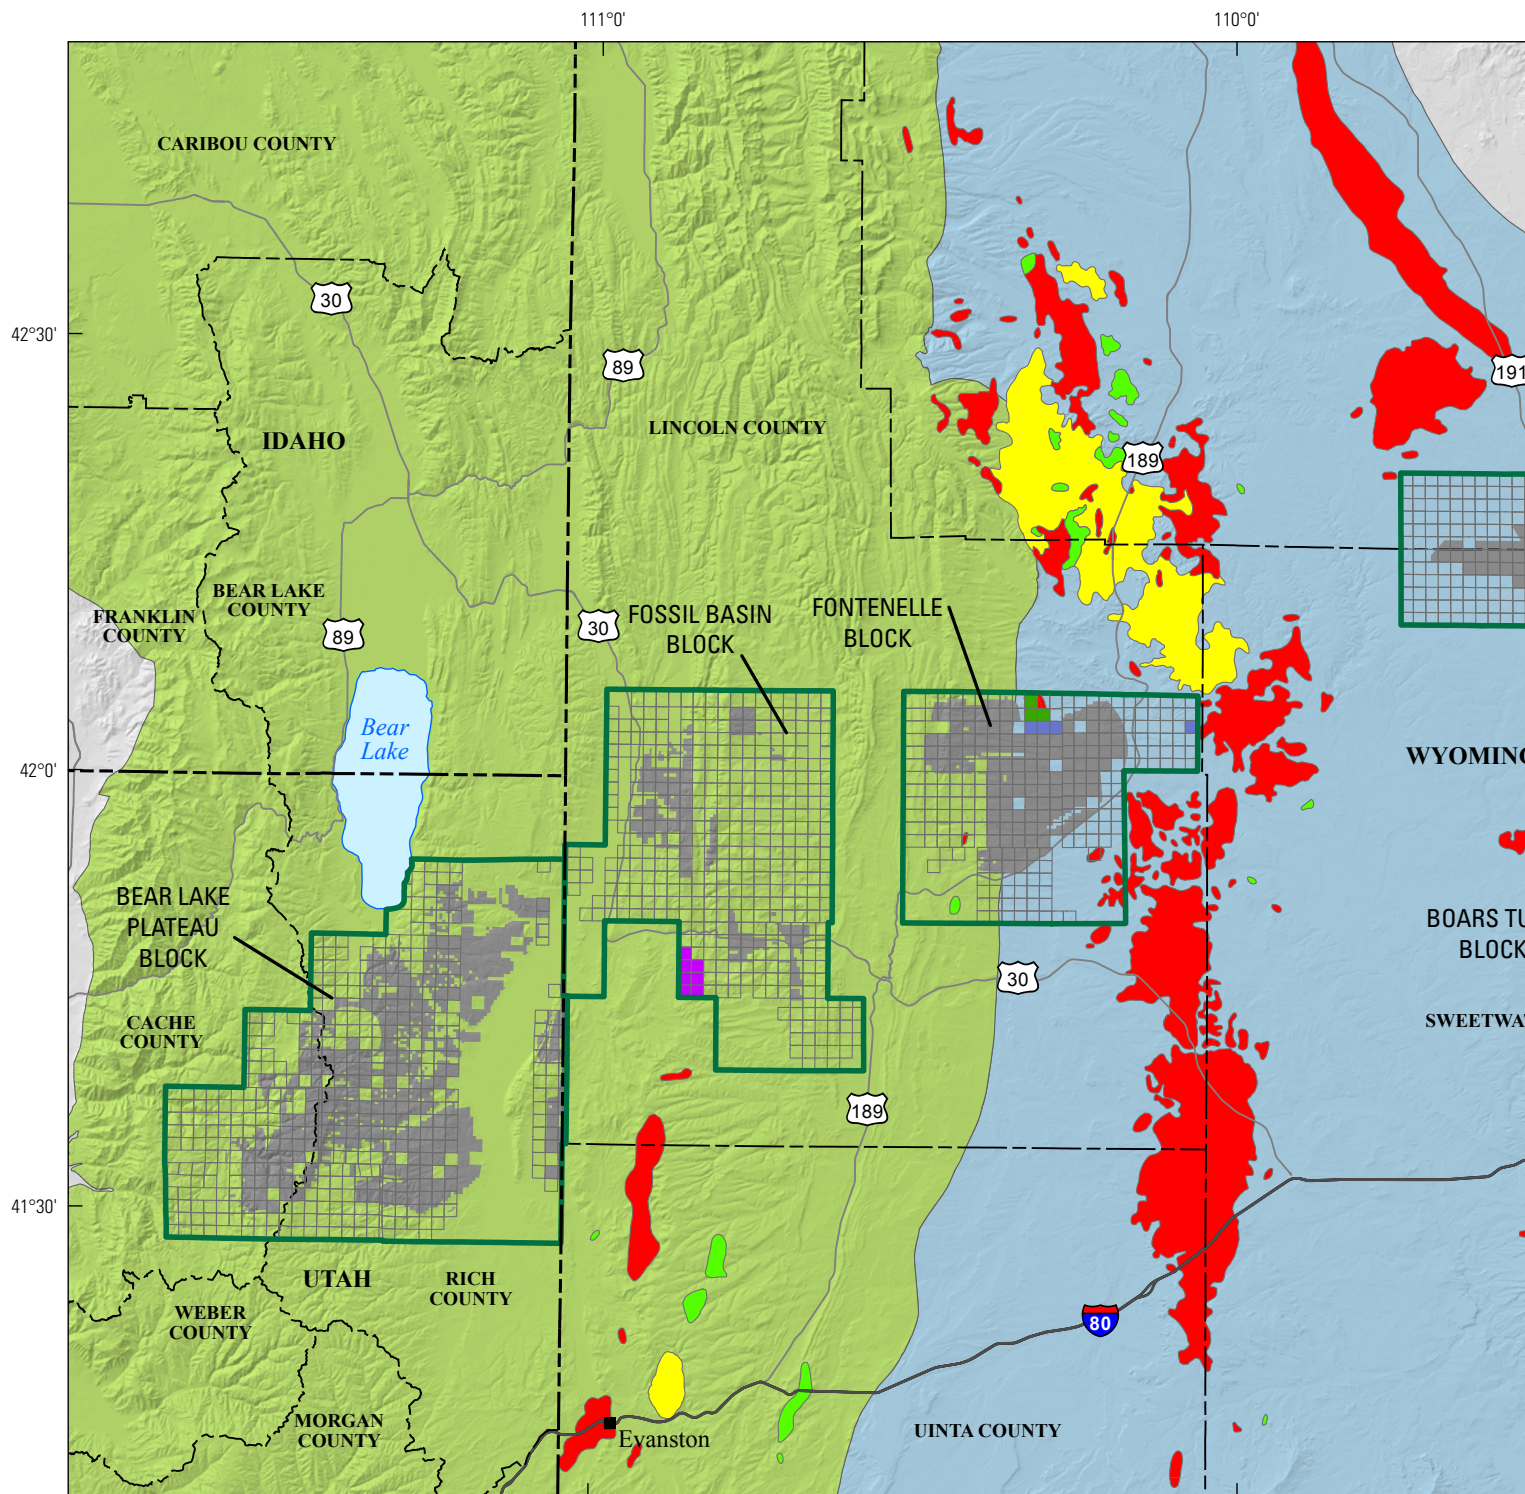 111°0'
110°0'
CARIBOU COUNTY
30
42°30'
89
191
IDAHO
LINCOLN COUNTY
189
BEAR LAKE
COUNTY
FRANKLIN
COUNTY
89
30
FOSSIL BASIN
BLOCK
FONTENELLE
BLOCK
Bear
Lake
42°0'
WYOMING
BEAR LAKE
PLATEAU
BLOCK
BOARS TU
BLOCK
30
CACHE
COUNTY
SWEETWA
189
41°30'
UTAH
RICH
COUNTY
WEBER
COUNTY
80
MORGAN
COUNTY
Evanston
UINTA COUNTY